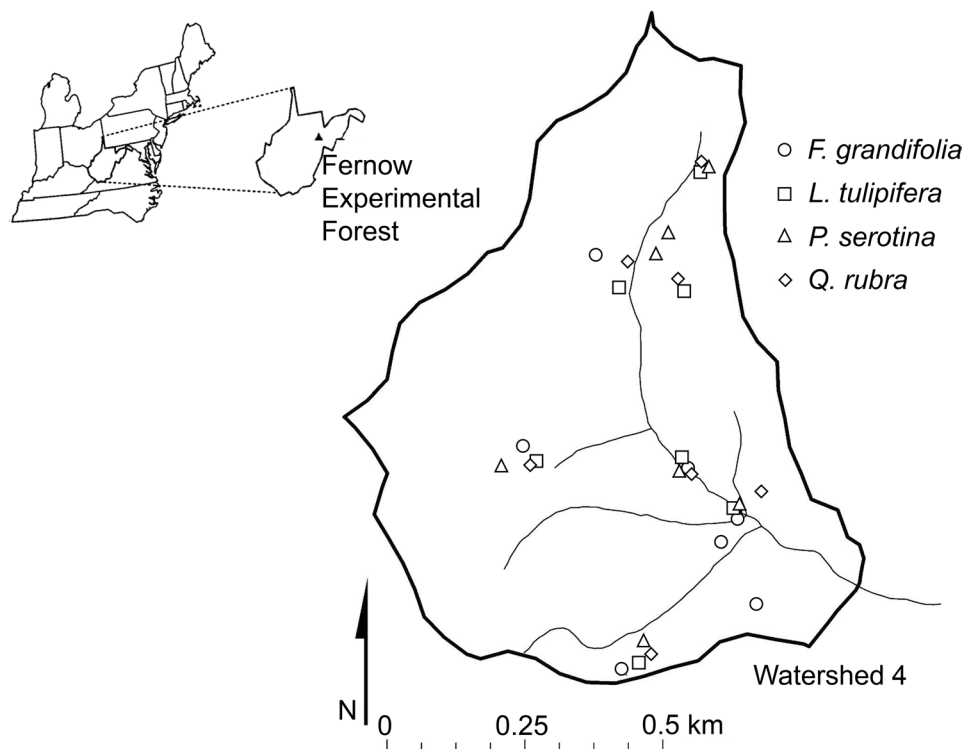 Fernow
Experimental
Forest
F. grandifolia
L. tulipifera
P. serotina
Q. rubra
Watershed 4
N
0 0.25 0.5 km